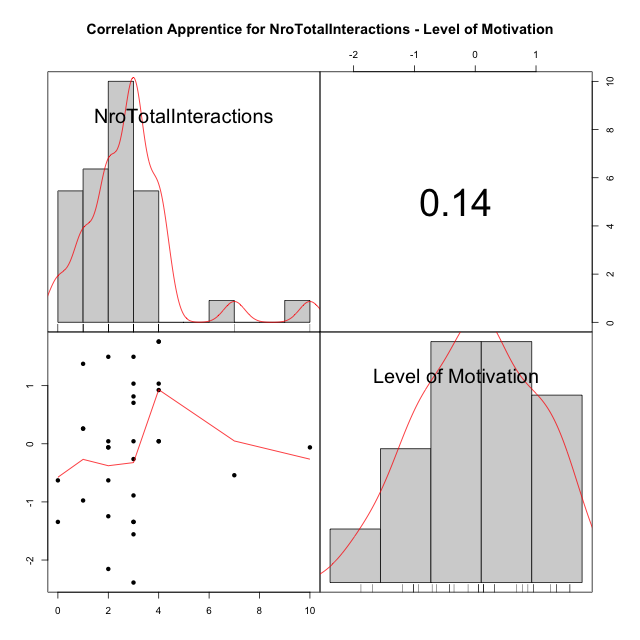 Correlation Apprentice for NroTotalInteractions - Level of Motivation
-2 -1 0 1
NroTotalInteractions
0.14
10
8
6
4
2
0
Level of Motivation
1
0
-1
-2
0 2 4 6 8 10